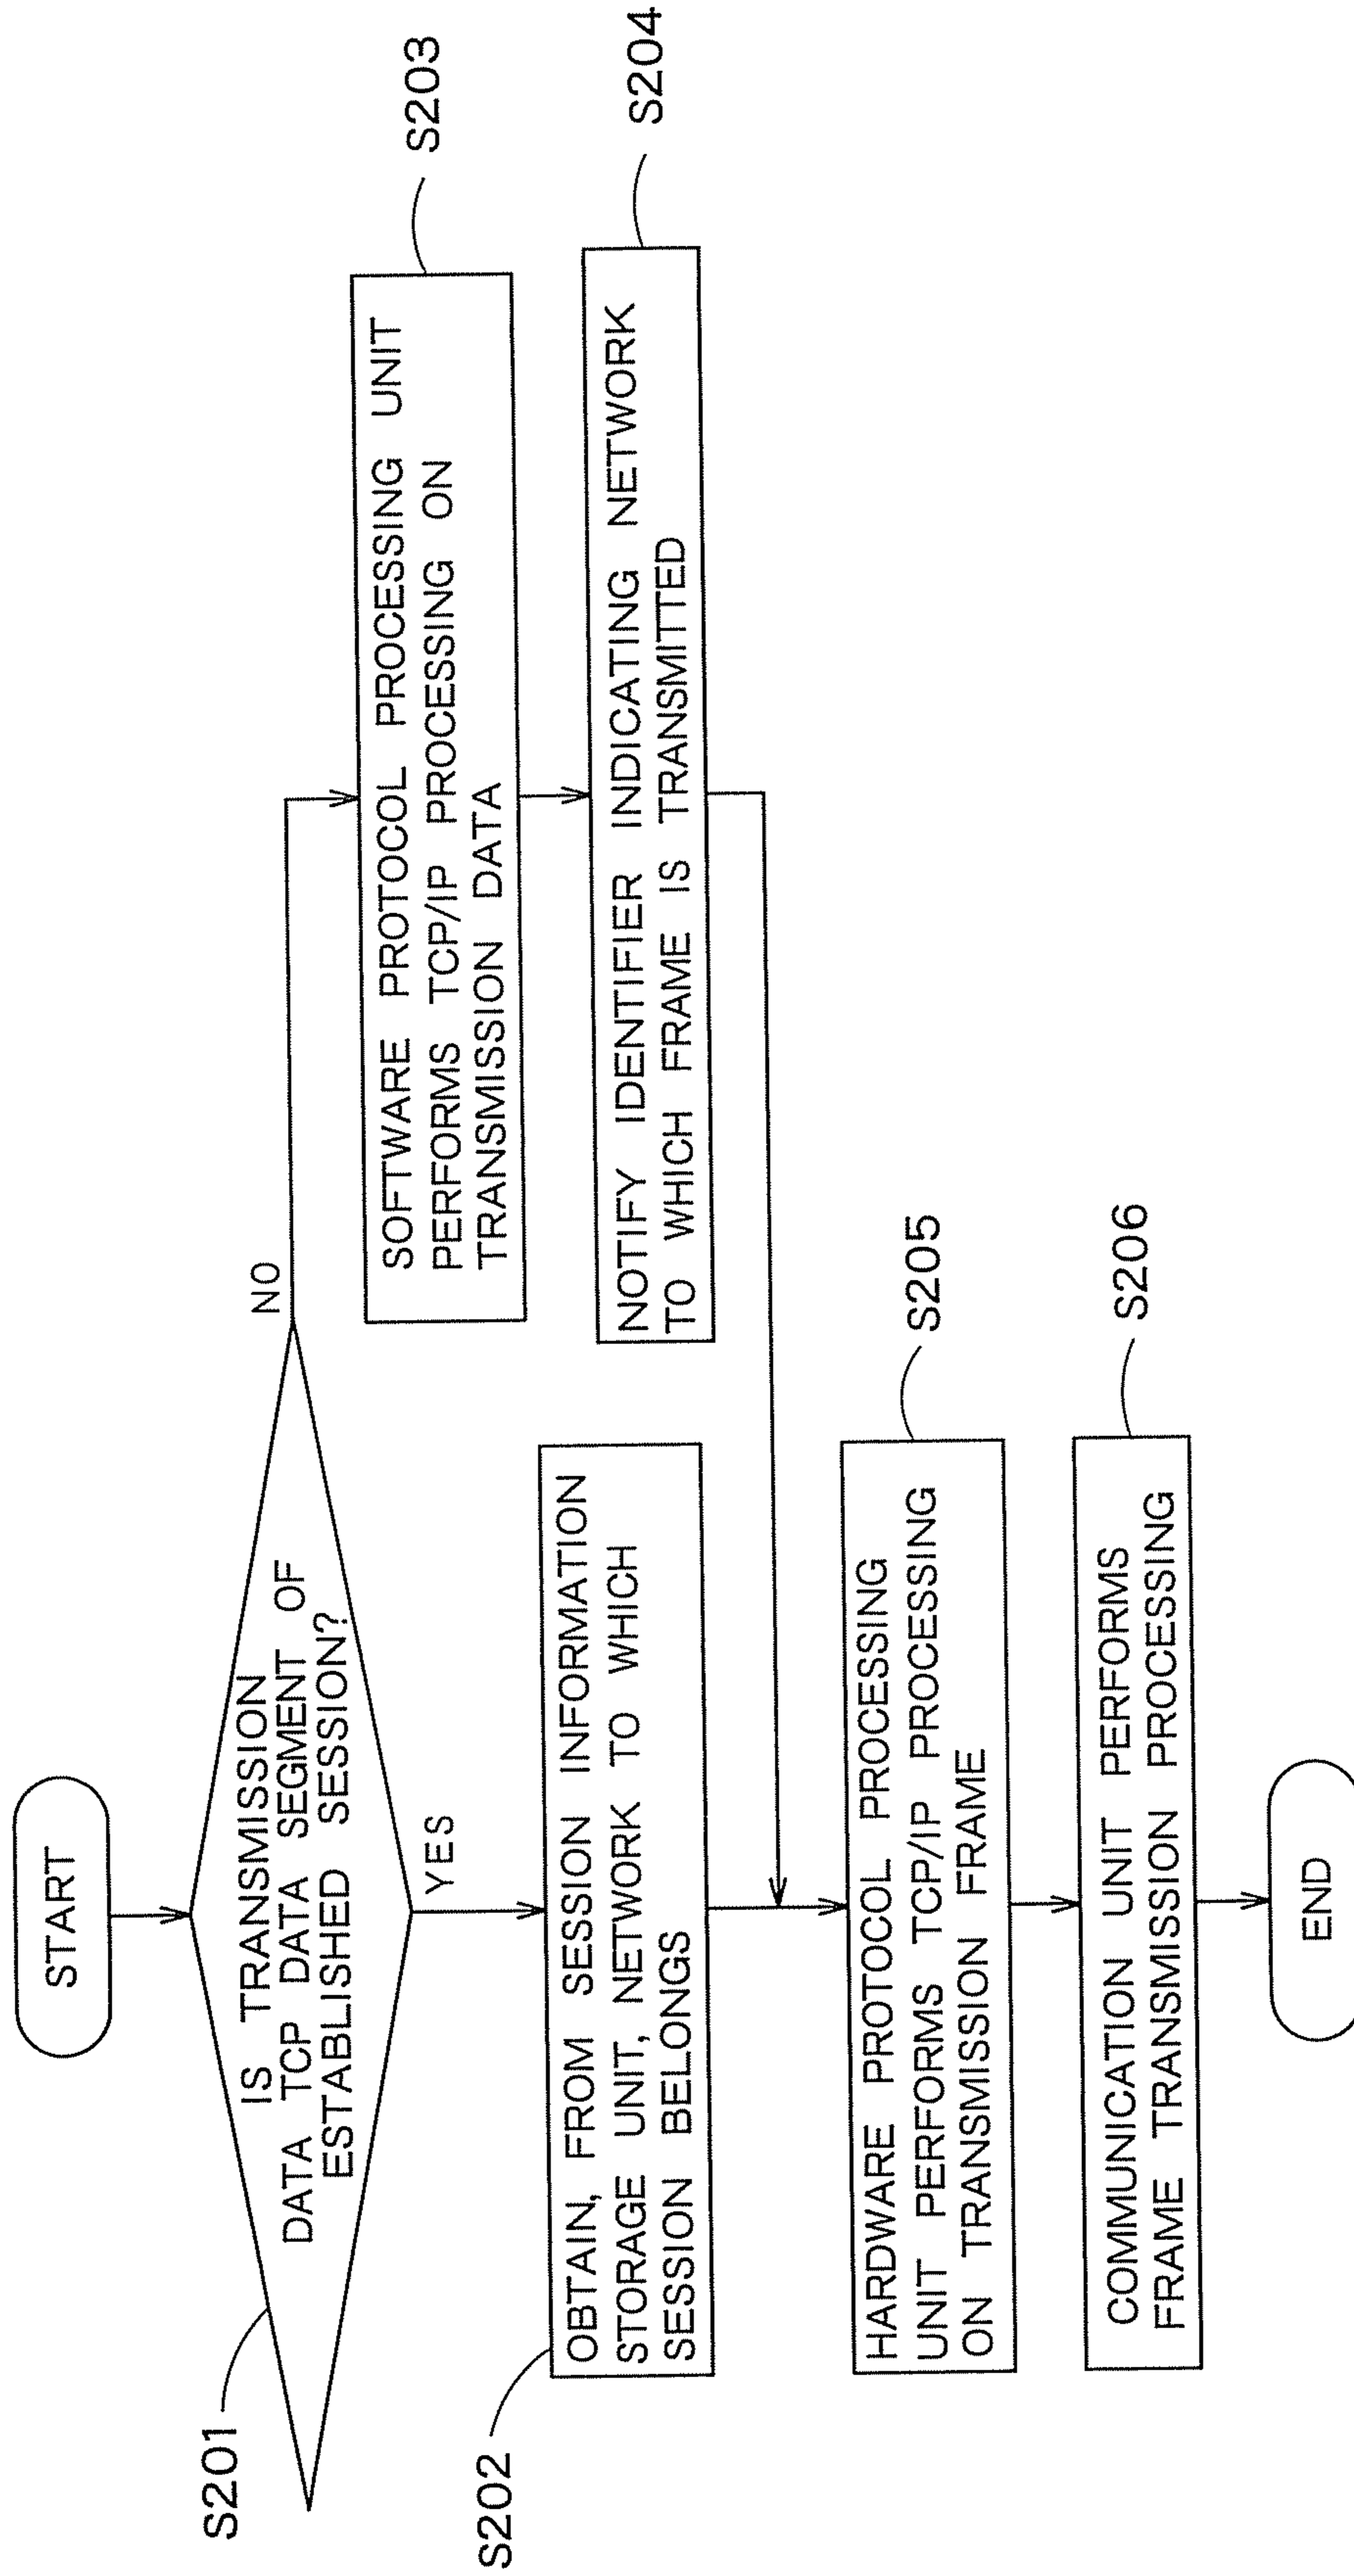 START
S201
IS TRANSMISSION
DATA TCP DATA SEGMENT OF
ESTABLISHED SESSION?
NO
YES
S202
OBTAIN, FROM SESSION INFORMATION
STORAGE UNIT, NETWORK TO WHICH
SESSION BELONGS
S203
SOFTWARE PROTOCOL PROCESSING UNIT
PERFORMS TCP/IP PROCESSING ON
TRANSMISSION DATA
S204
NOTIFY IDENTIFIER INDICATING NETWORK
TO WHICH FRAME IS TRANSMITTED
S205
HARDWARE PROTOCOL PROCESSING
UNIT PERFORMS TCP/IP PROCESSING
ON TRANSMISSION FRAME
S206
COMMUNICATION UNIT PERFORMS
FRAME TRANSMISSION PROCESSING
END